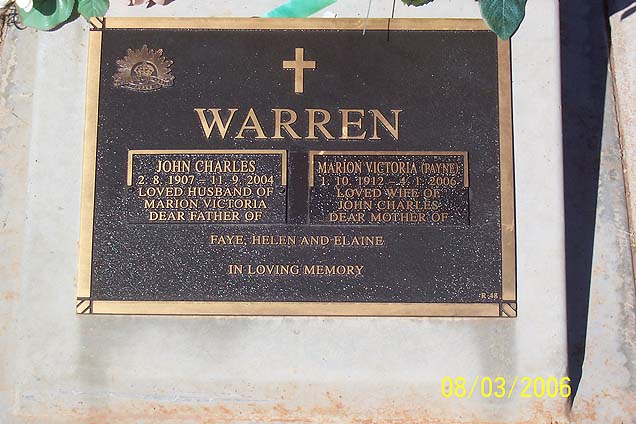 WARREN
JOHN CHARLES
2. 8. 1907 – 11. 9. 2004
LOVED HUSBAND OF
MARION VICTORIA
DEAR FATHER OF
MARION VICTORIA (PAYNE)
1. 10. 1912 – 4. 1. 2006
LOVED WIFE OF
JOHN CHARLES
DEAR MOTHER OF
FAYE, HELEN AND ELAINE
IN LOVING MEMORY
R.48
08/03/2006